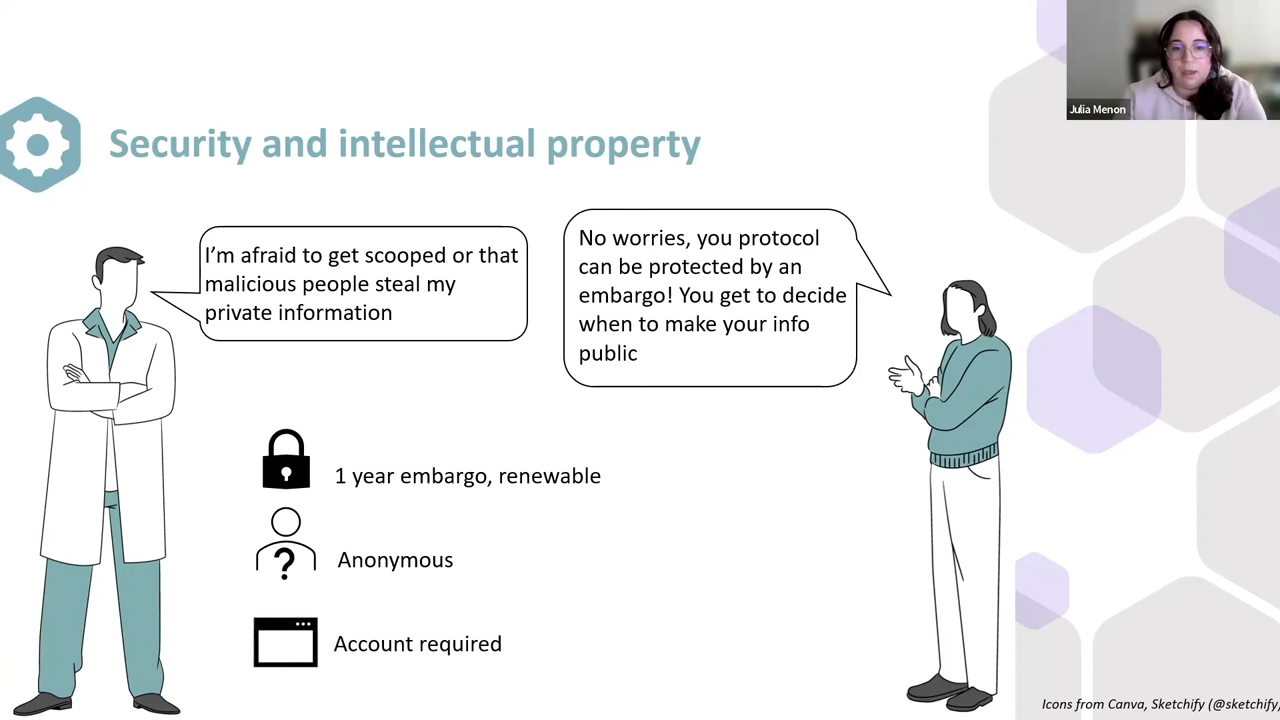 Julia Menon
Security and intellectual property
I'm afraid to get scooped or that
malicious people steal my
private information
No worries, you protocol
can be protected by an
embargo! You get to decide
when to make your info
public
1 year embargo, renewable
?
Anonymous
Account required
Icons from Canva, Sketchify (@sketchify)